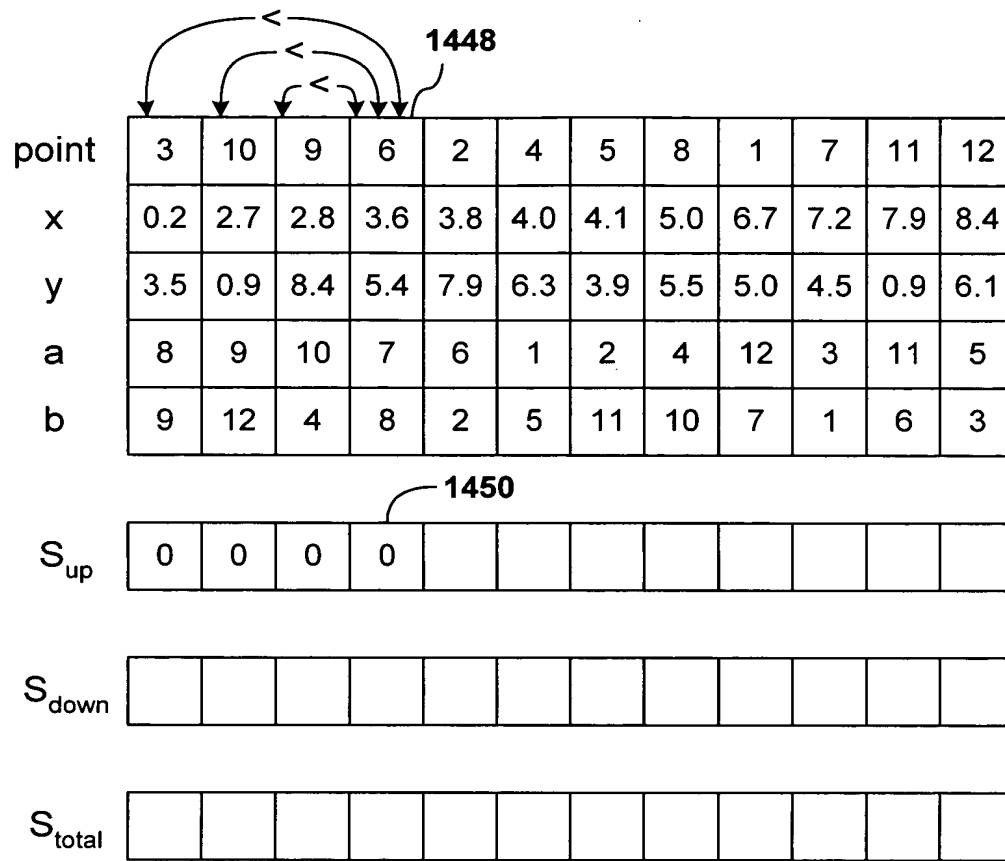 <
<
<
1448
point 3 10 9 6 2 4 5 8 1 7 11 12
x 0.2 2.7 2.8 3.6 3.8 4.0 4.1 5.0 6.7 7.2 7.9 8.4
y 3.5 0.9 8.4 5.4 7.9 6.3 3.9 5.5 5.0 4.5 0.9 6.1
a 8 9 10 7 6 1 2 4 12 3 11 5
b 9 12 4 8 2 5 11 10 7 1 6 3
1450
S_up 0 0 0 0
S_down
S_total